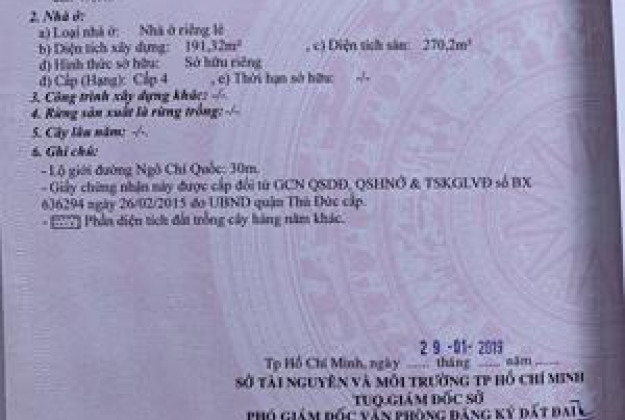 2. Nhà ở:
a) Loại nhà ở: Nhà ở riêng lẻ
b) Diện tích xây dựng: 191,32m² , c) Diện tích sàn: 270,2m²
d) Hình thức sở hữu: Sở hữu riêng
đ) Cấp (Hạng): Cấp 4 , e) Thời hạn sở hữu: -/-
3. Công trình xây dựng khác: -/-
4. Rừng sản xuất là rừng trồng: -/-
5. Cây lâu năm: -/-
6. Ghi chú:
- Lộ giới đường Ngô Chí Quốc: 30m.
- Giấy chứng nhận này được cấp đổi từ GCN QSDĐ, QSHNỞ & TSKGLVĐ số BX
636294 ngày 26/02/2015 do UBND quận Thủ Đức cấp.
- Phần diện tích đất trồng cây hàng năm khác.
29 -01- 2019
Tp Hồ Chí Minh, ngày ...... tháng ...... năm ......
SỞ TÀI NGUYÊN VÀ MÔI TRƯỜNG TP HỒ CHÍ MINH
TUQ.GIÁM ĐỐC SỞ
PHÓ GIÁM ĐỐC VĂN PHÒNG ĐĂNG KÝ ĐẤT ĐAI